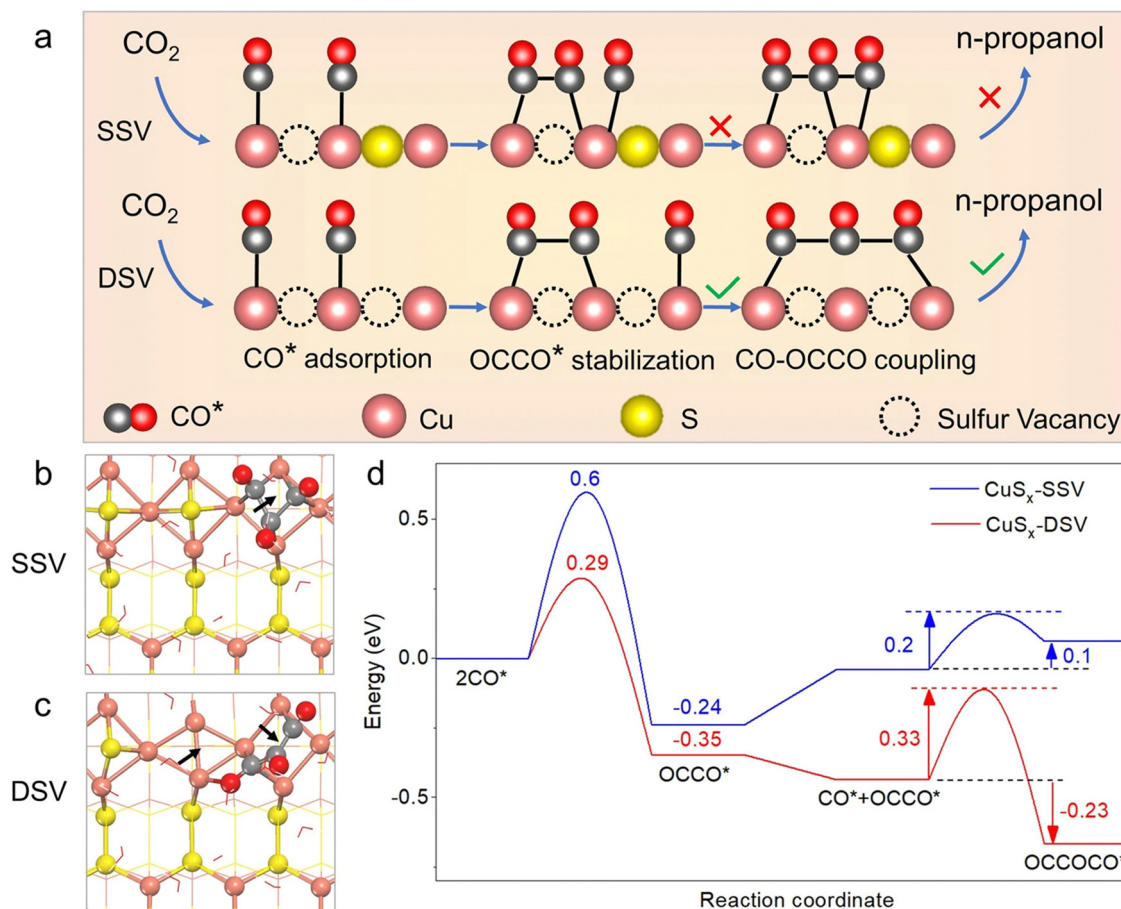 a
CO2
n-propanol
SSV
CO2
n-propanol
DSV
CO* adsorption
OCCO* stabilization
CO-OCCO coupling
CO*
Cu
S
Sulfur Vacancy
b
SSV
c
DSV
d
0.6
CuSx-SSV
CuSx-DSV
0.5
0.29
0.2
0.1
0.0
2CO*
-0.24
-0.35
OCCO*
0.33
CO*+OCCO*
-0.5
-0.23
OCCOCO*
Energy (eV)
Reaction coordinate